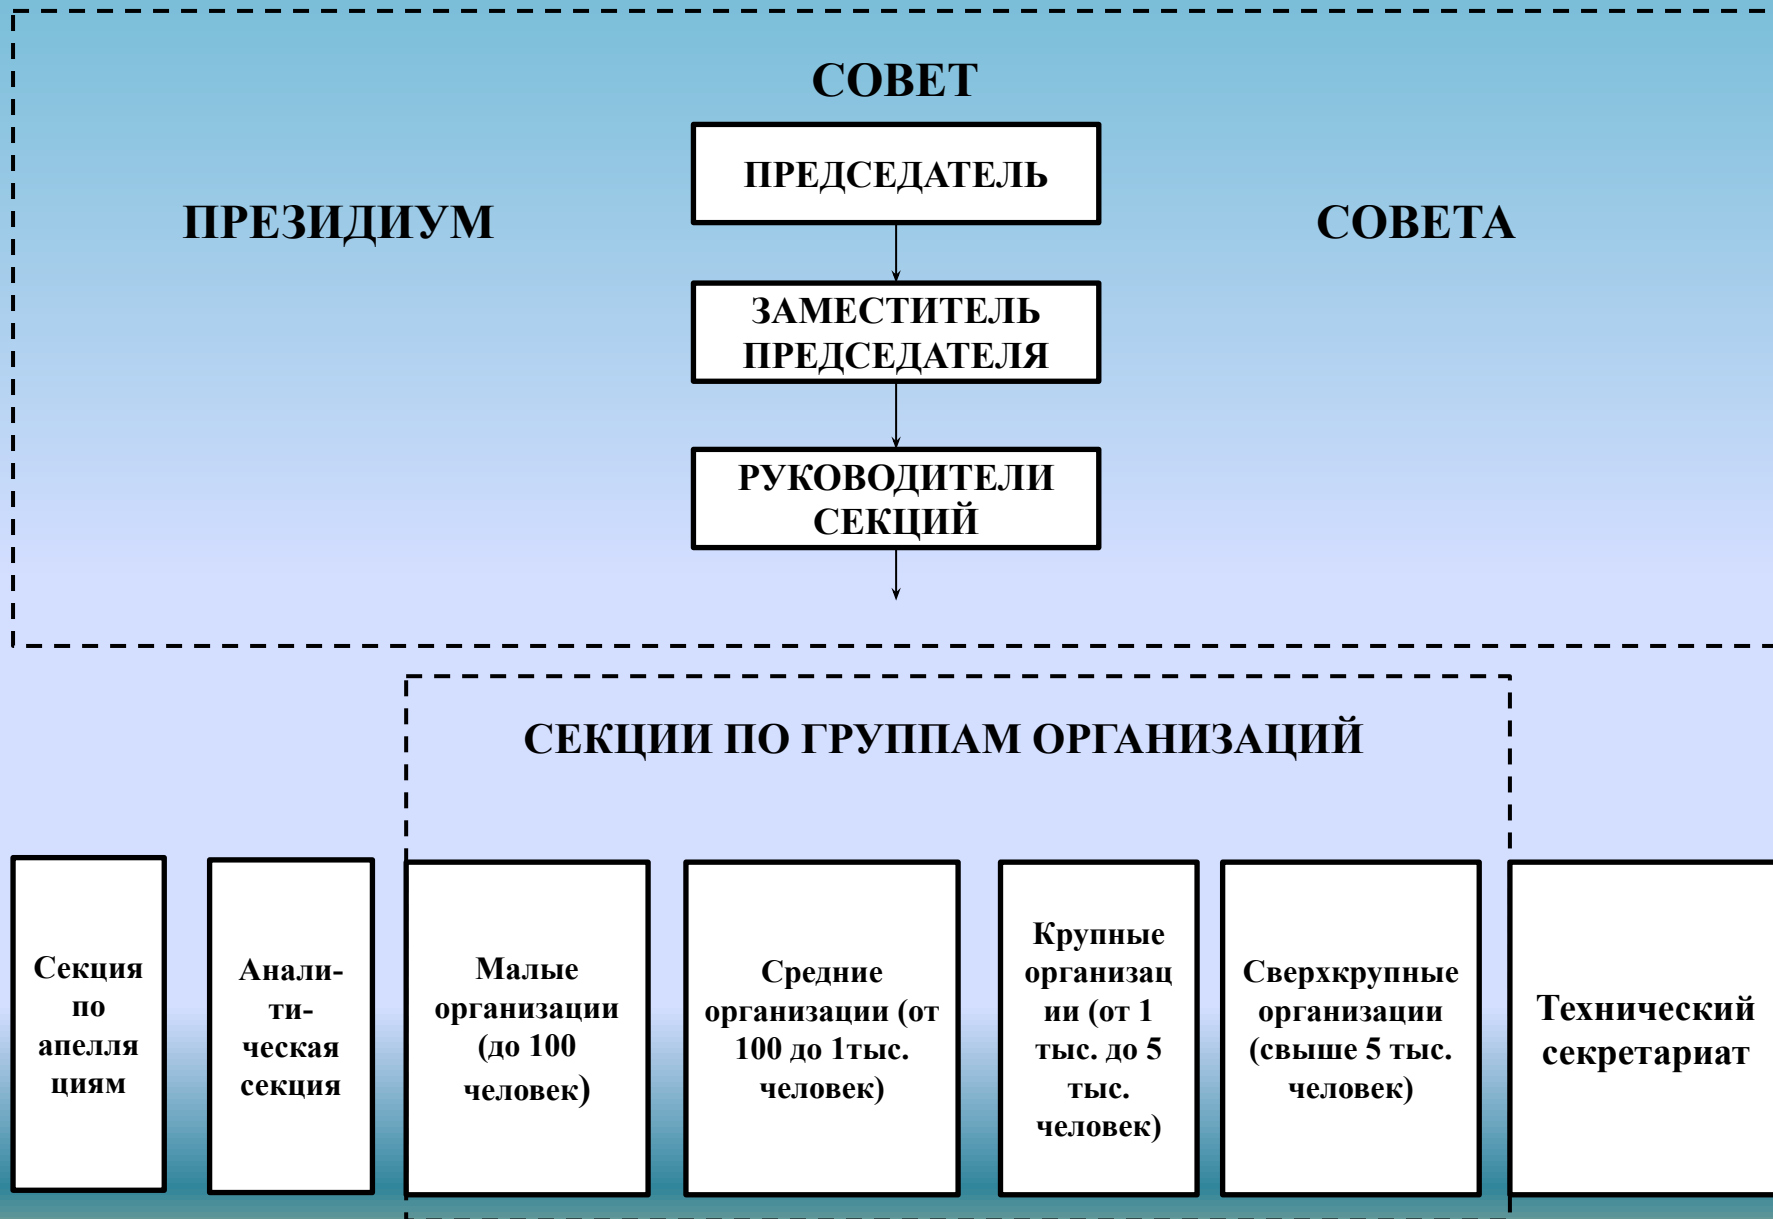 СОВЕТ
ПРЕДСЕДАТЕЛЬ
ПРЕЗИДИУМ
СОВЕТА
ЗАМЕСТИТЕЛЬ
ПРЕДСЕДАТЕЛЯ
РУКОВОДИТЕЛИ
СЕКЦИЙ
СЕКЦИИ ПО ГРУППАМ ОРГАНИЗАЦИЙ
Секция
по
апелля
циям
Анали-
ти-
ческая
секция
Малые
организации
(до 100
человек)
Средние
организации (от
100 до 1тыс.
человек)
Крупные
организац
ии (от 1
тыс. до 5
тыс.
человек)
Сверхкрупные
организации
(свыше 5 тыс.
человек)
Технический
секретариат